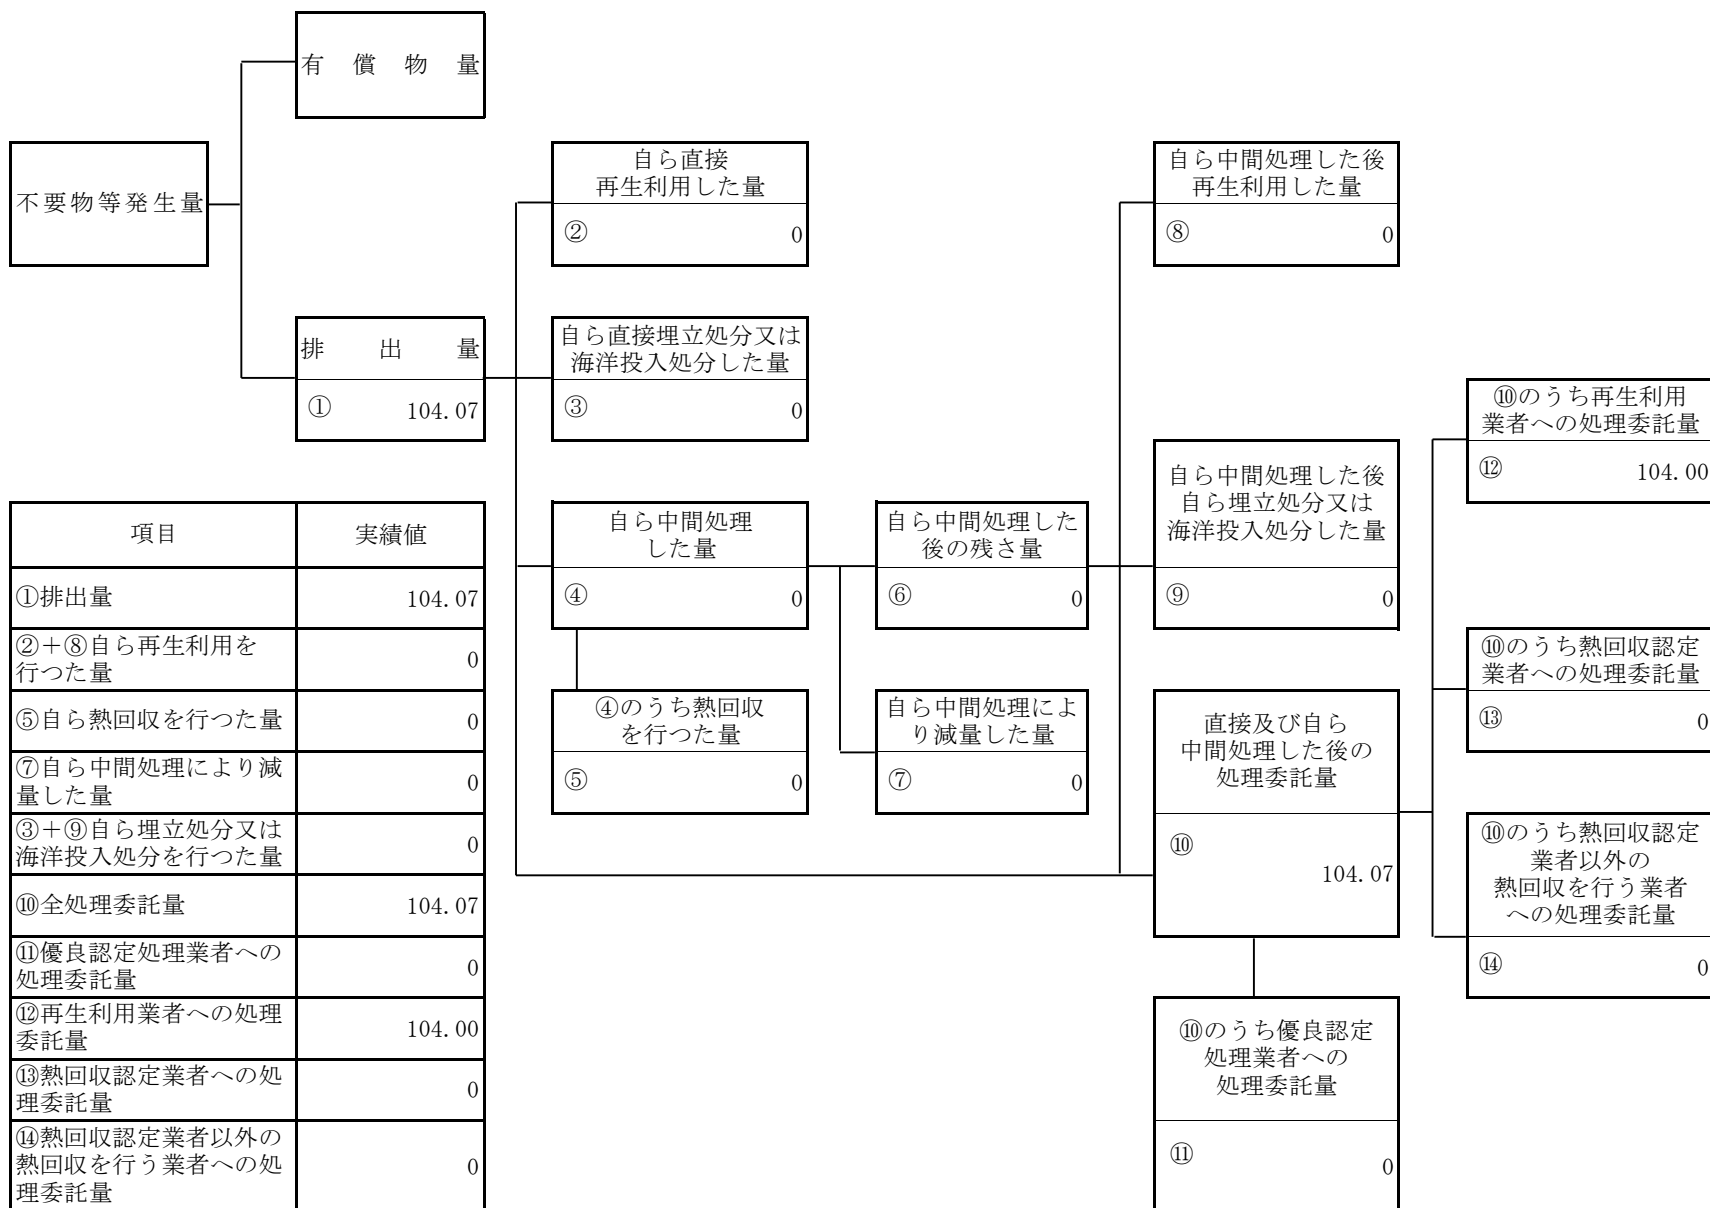 有償物量
不要物等発生量
排出量
① 104.07
自ら直接
再生利用した量
② 0
自ら直接埋立処分又は
海洋投入処分した量
③ 0
自ら中間処理
した量
④ 0
④のうち熱回収
を行つた量
⑤ 0
自ら中間処理した
後の残さ量
⑥ 0
自ら中間処理によ
り減量した量
⑦ 0
自ら中間処理した後
再生利用した量
⑧ 0
自ら中間処理した後
自ら埋立処分又は
海洋投入処分した量
⑨ 0
直接及び自ら
中間処理した後の
処理委託量
⑩
104.07
⑩のうち優良認定
処理業者への
処理委託量
⑪ 0
⑩のうち再生利用
業者への処理委託量
⑫ 104.00
⑩のうち熱回収認定
業者への処理委託量
⑬ 0
⑩のうち熱回収認定
業者以外の
熱回収を行う業者
への処理委託量
⑭ 0
項目 実績値
①排出量 104.07
②+⑧自ら再生利用を
行つた量 0
⑤自ら熱回収を行つた量 0
⑦自ら中間処理により減
量した量 0
③+⑨自ら埋立処分又は
海洋投入処分を行つた量 0
⑩全処理委託量 104.07
⑪優良認定処理業者への
処理委託量 0
⑫再生利用業者への処理
委託量 104.00
⑬熱回収認定業者への処
理委託量 0
⑭熱回収認定業者以外の
熱回収を行う業者への処 0
理委託量